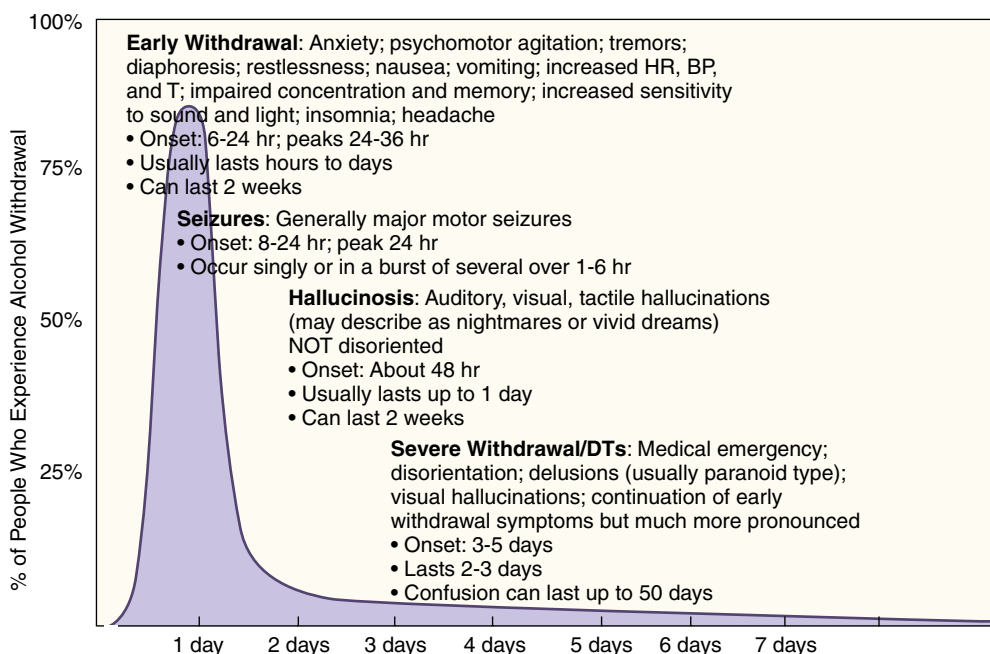 100%
Early Withdrawal: Anxiety; psychomotor agitation; tremors;
diaphoresis; restlessness; nausea; vomiting; increased HR, BP,
and T; impaired concentration and memory; increased sensitivity
to sound and light; insomnia; headache
• Onset: 6-24 hr; peaks 24-36 hr
• Usually lasts hours to days
• Can last 2 weeks
75%
Seizures: Generally major motor seizures
• Onset: 8-24 hr; peak 24 hr
• Occur singly or in a burst of several over 1-6 hr
Hallucinosis: Auditory, visual, tactile hallucinations
(may describe as nightmares or vivid dreams)
NOT disoriented
• Onset: About 48 hr
• Usually lasts up to 1 day
• Can last 2 weeks
50%
Severe Withdrawal/DTs: Medical emergency;
disorientation; delusions (usually paranoid type);
visual hallucinations; continuation of early
withdrawal symptoms but much more pronounced
• Onset: 3-5 days
• Lasts 2-3 days
• Confusion can last up to 50 days
25%
% of People Who Experience Alcohol Withdrawal
1 day 2 days 3 days 4 days 5 days 6 days 7 days